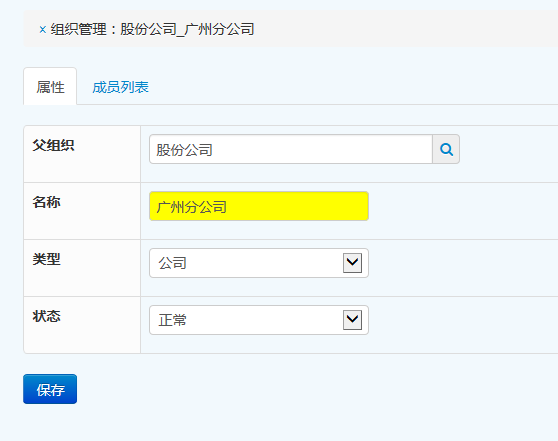 × 组织管理：股份公司_广州分公司
属性 成员列表
父组织 股份公司
名称 广州分公司
类型 公司
状态 正常
保存